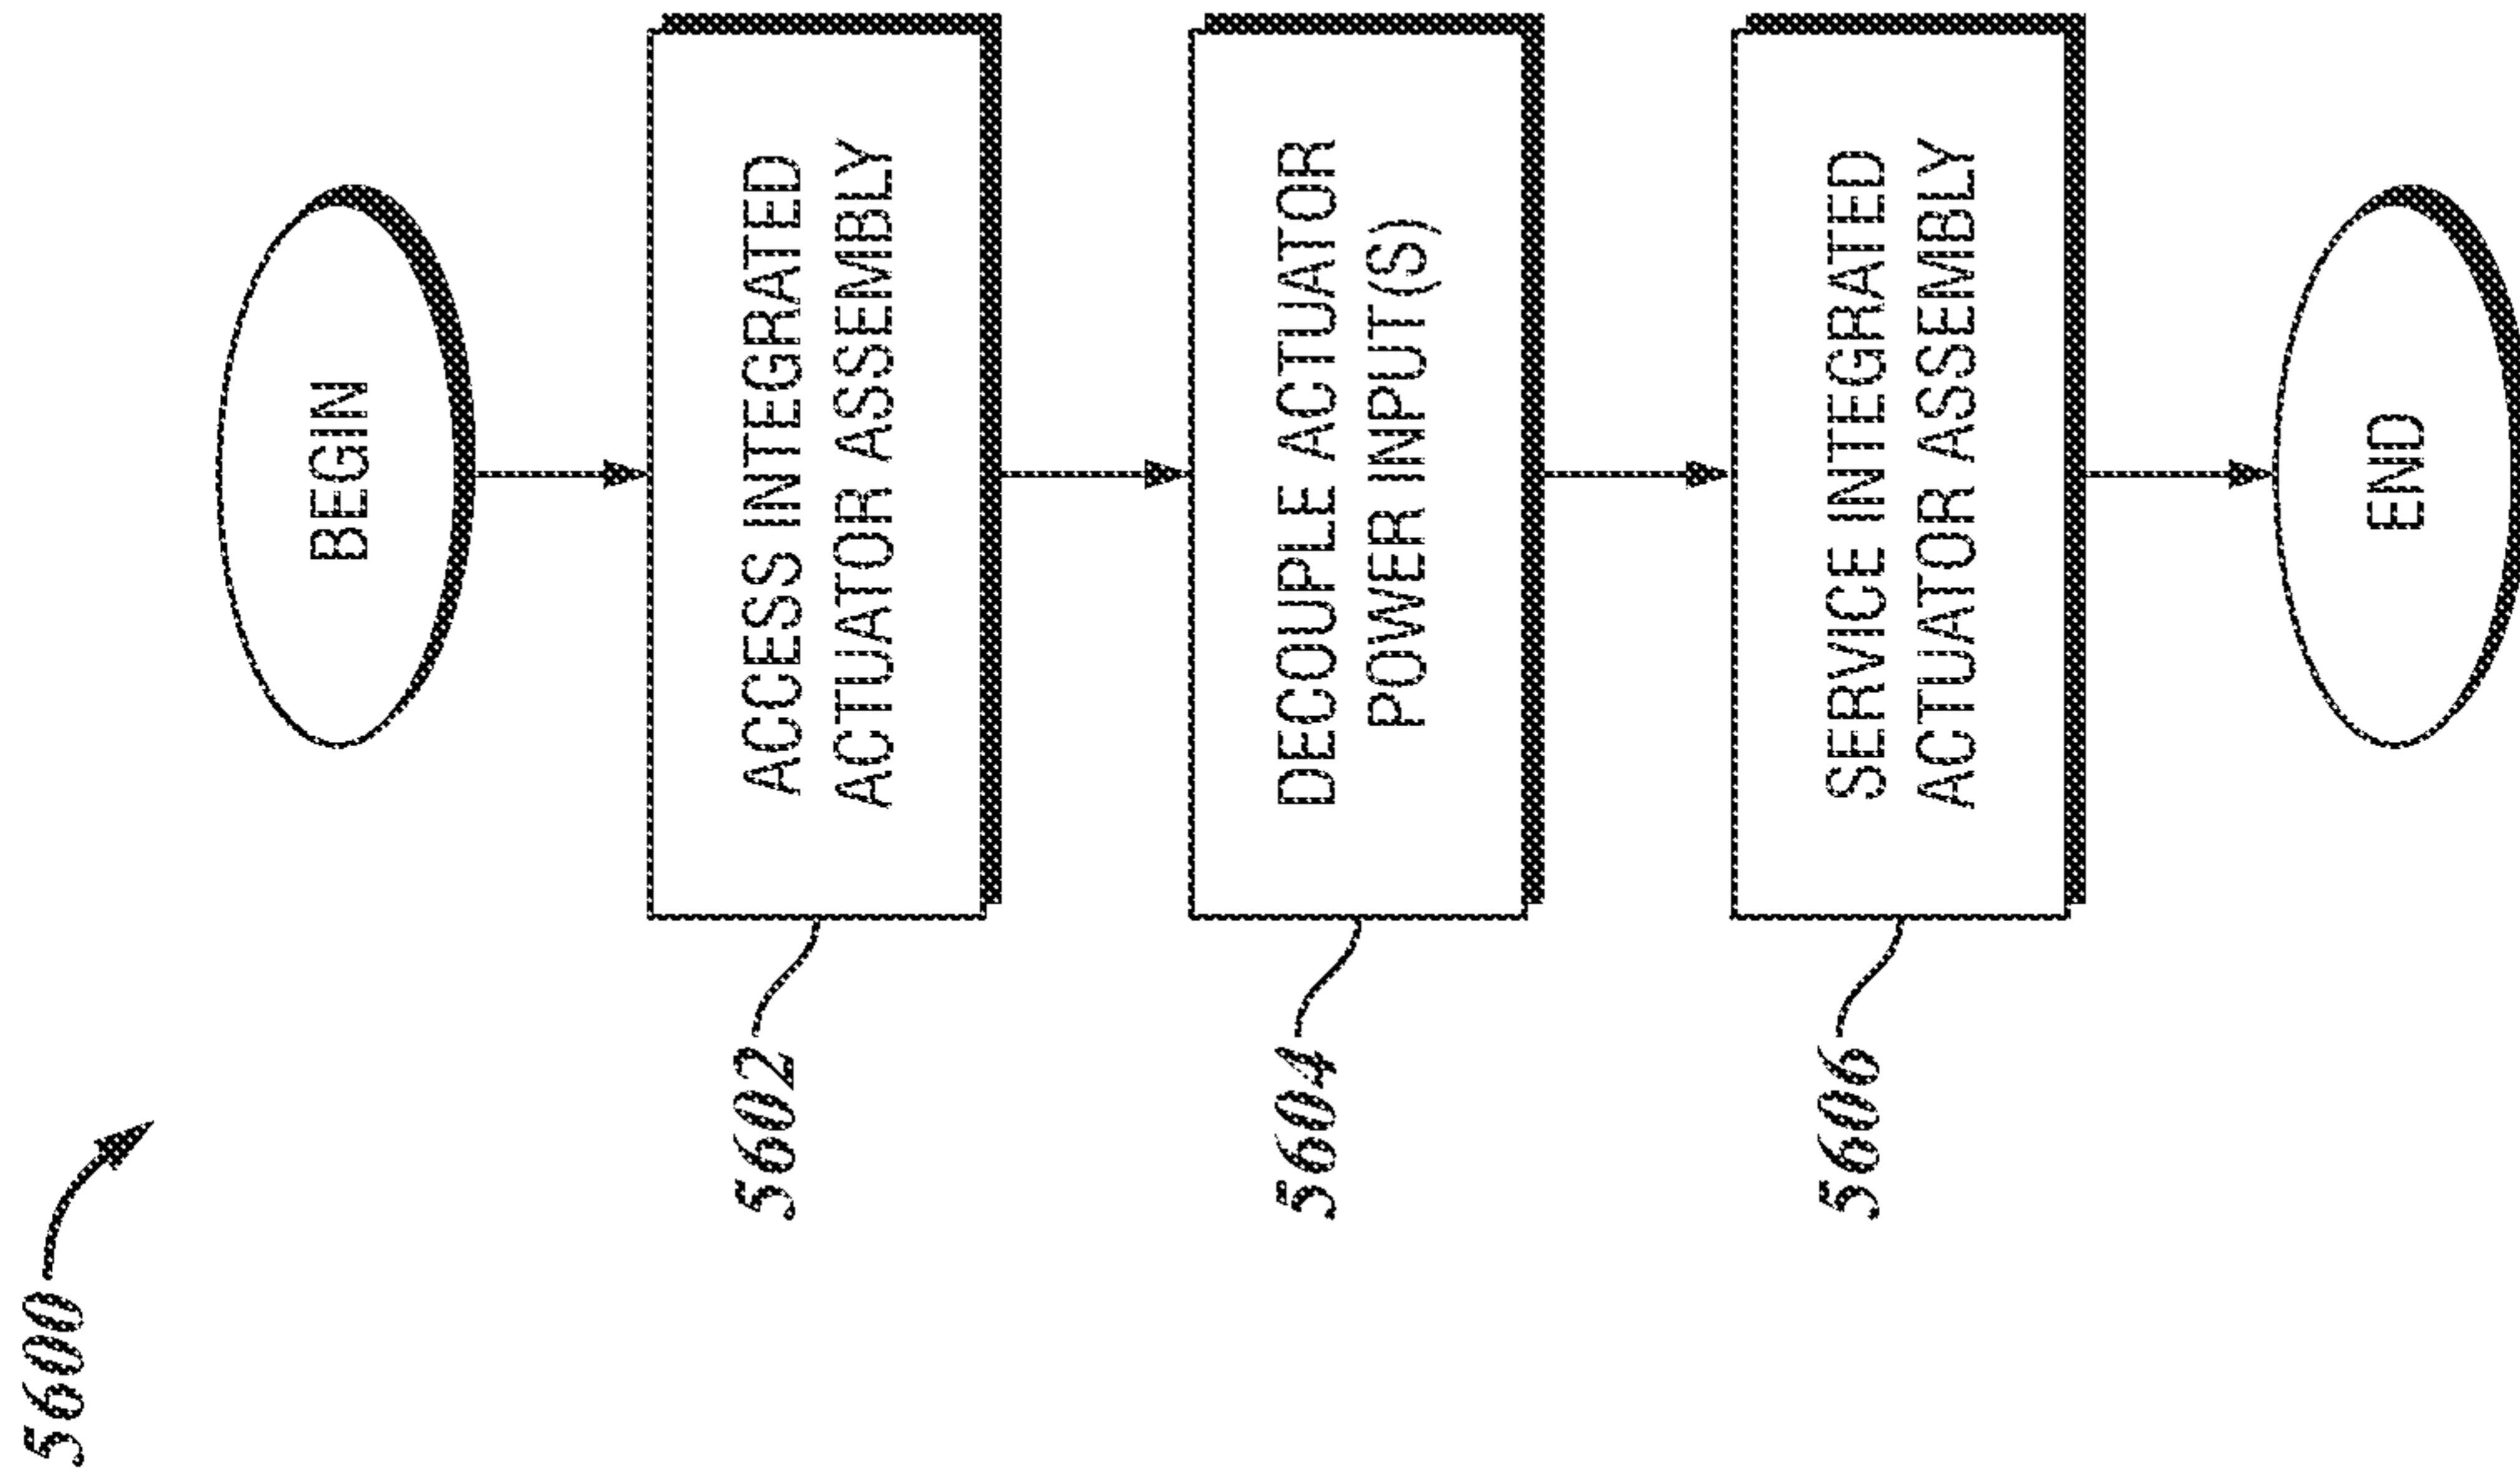 5600
BEGIN
5602
ACCESS INTEGRATED
ACTUATOR ASSEMBLY
5604
DECOUPLE ACTUATOR
POWER INPUT(S)
5606
SERVICE INTEGRATED
ACTUATOR ASSEMBLY
END